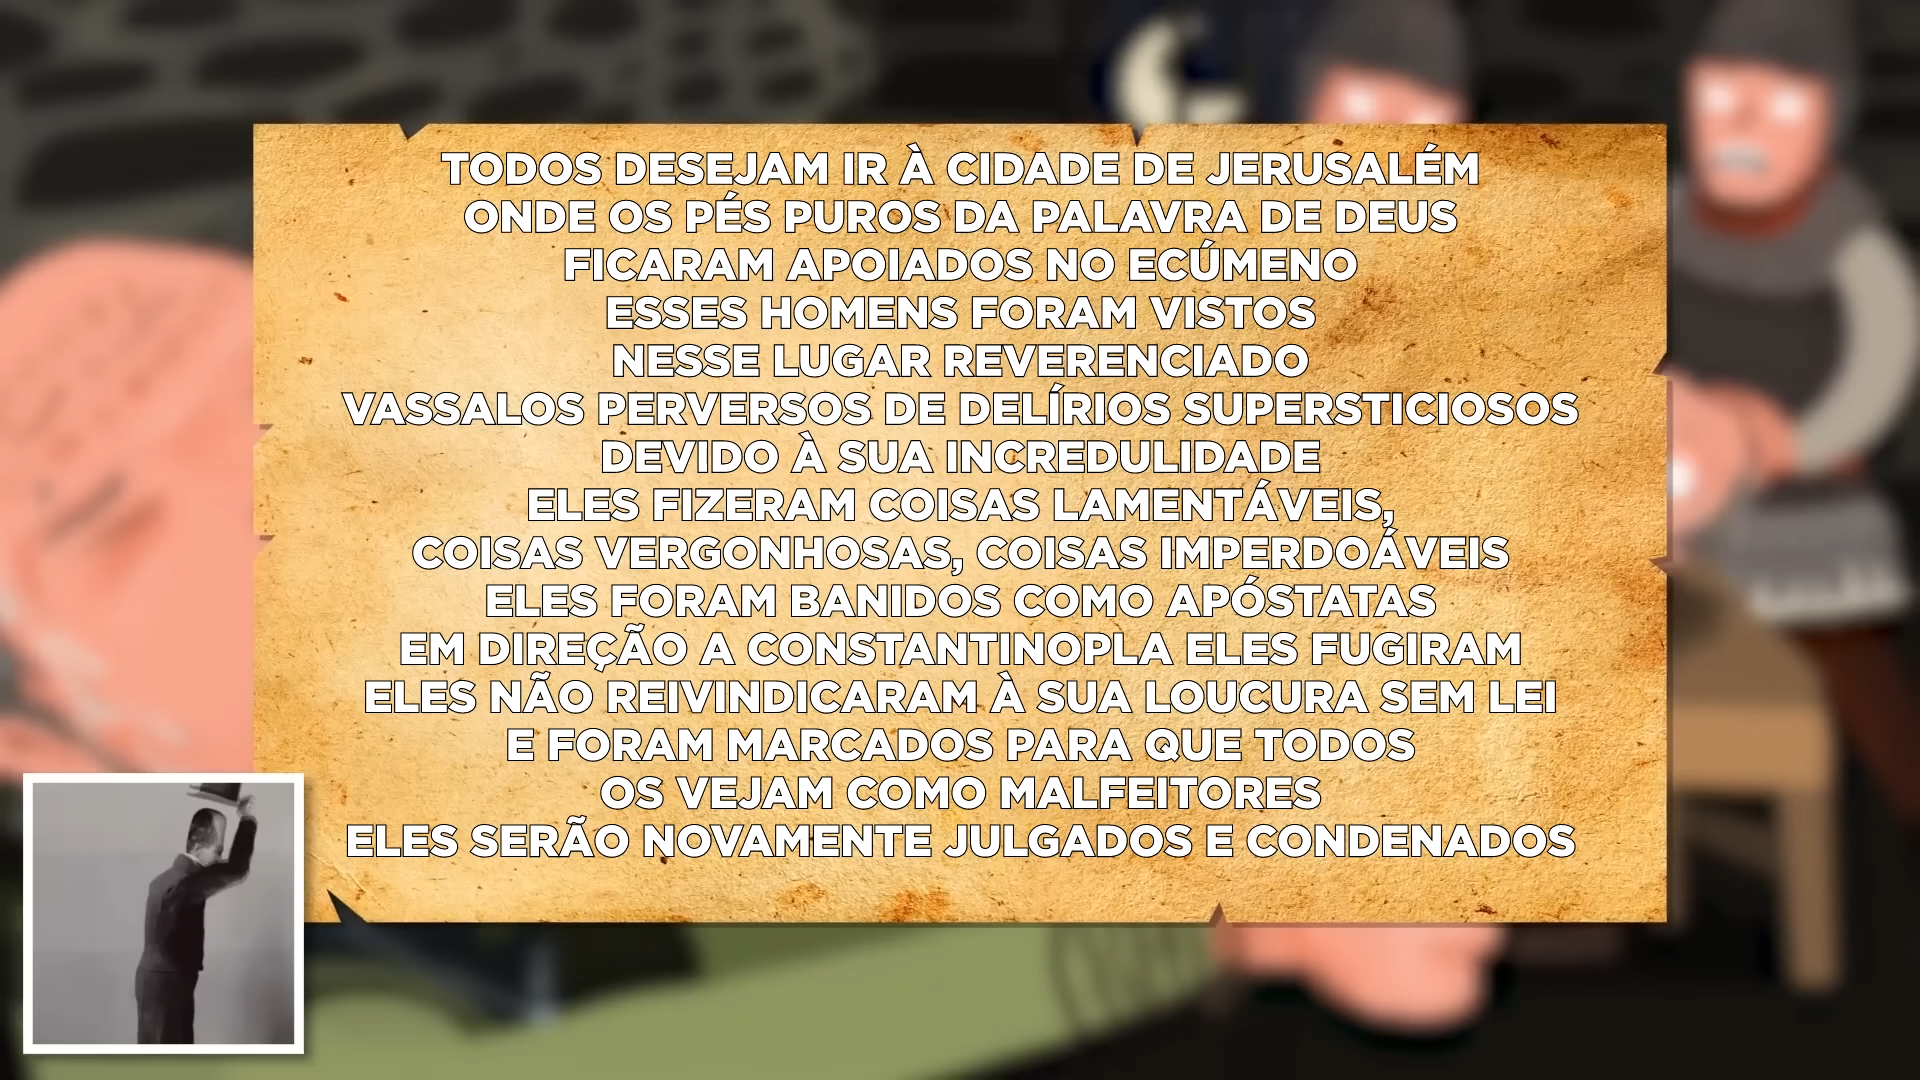 TODOS DESEJAM IR À CIDADE DE JERUSALÉM
ONDE OS PÉS PUROS DA PALAVRA DE DEUS
FICARAM APOIADOS NO ECÚMENO
ESSES HOMENS FORAM VISTOS
NESSE LUGAR REVERENCIADO
VASSALOS PERVERSOS DE DELÍRIOS SUPERSTICIOSOS
DEVIDO À SUA INCREDULIDADE
ELES FIZERAM COISAS LAMENTÁVEIS,
COISAS VERGONHOSAS, COISAS IMPERDOÁVEIS
ELES FORAM BANIDOS COMO APÓSTATAS
EM DIREÇÃO A CONSTANTINOPLA ELES FUGIRAM
ELES NÃO REIVINDICARAM À SUA LOUCURA SEM LEI
E FORAM MARCADOS PARA QUE TODOS
OS VEJAM COMO MALFEITORES
ELES SERÃO NOVAMENTE JULGADOS E CONDENADOS